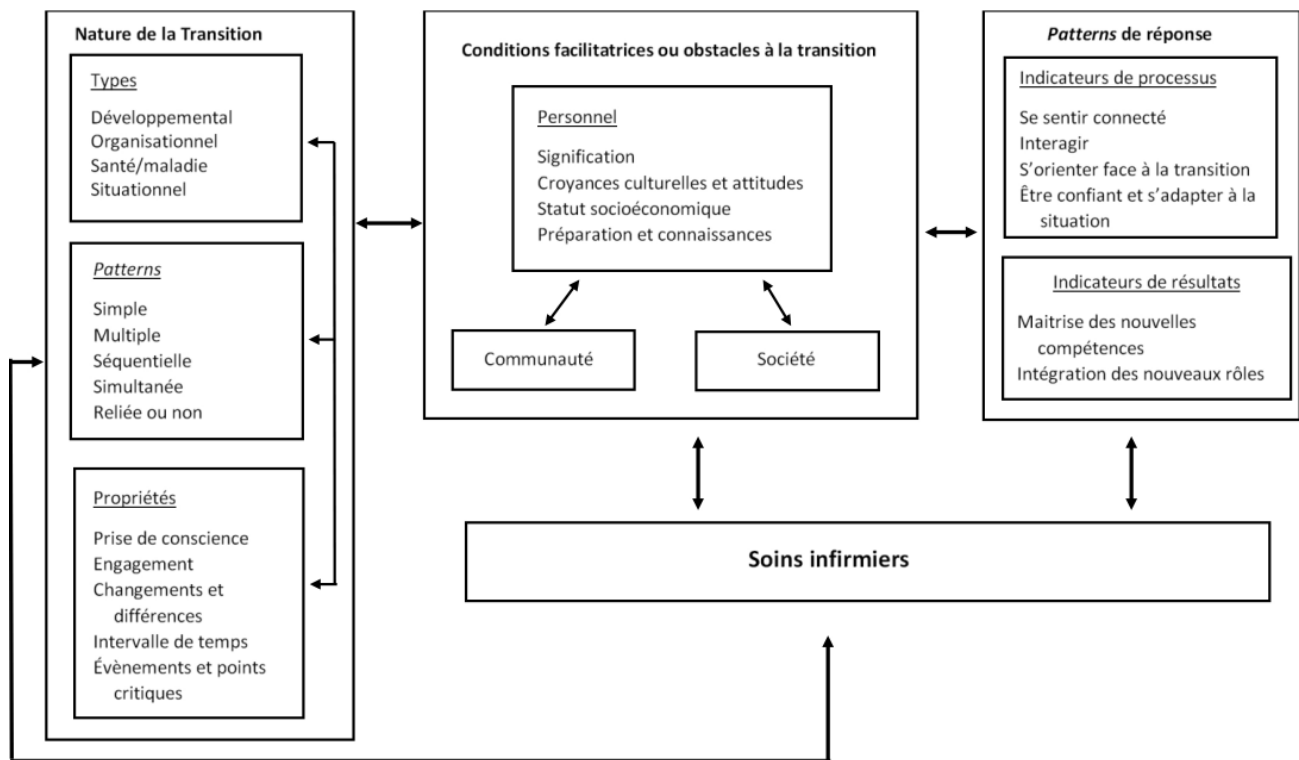 Nature de la Transition
Types
Développemental
Organisationnel
Santé/maladie
Situationnel
Patterns
Simple
Multiple
Séquentielle
Simultanée
Reliée ou non
Propriétés
Prise de conscience
Engagement
Changements et
différences
Intervalle de temps
Évènements et points
critiques
Conditions facilitatrices ou obstacles à la transition
Personnel
Signification
Croyances culturelles et attitudes
Statut socioéconomique
Préparation et connaissances
Communauté
Société
Patterns de réponse
Indicateurs de processus
Se sentir connecté
Interagir
S’orienter face à la transition
Être confiant et s’adapter à la
situation
Indicateurs de résultats
Maitrise des nouvelles
compétences
Intégration des nouveaux rôles
Soins infirmiers